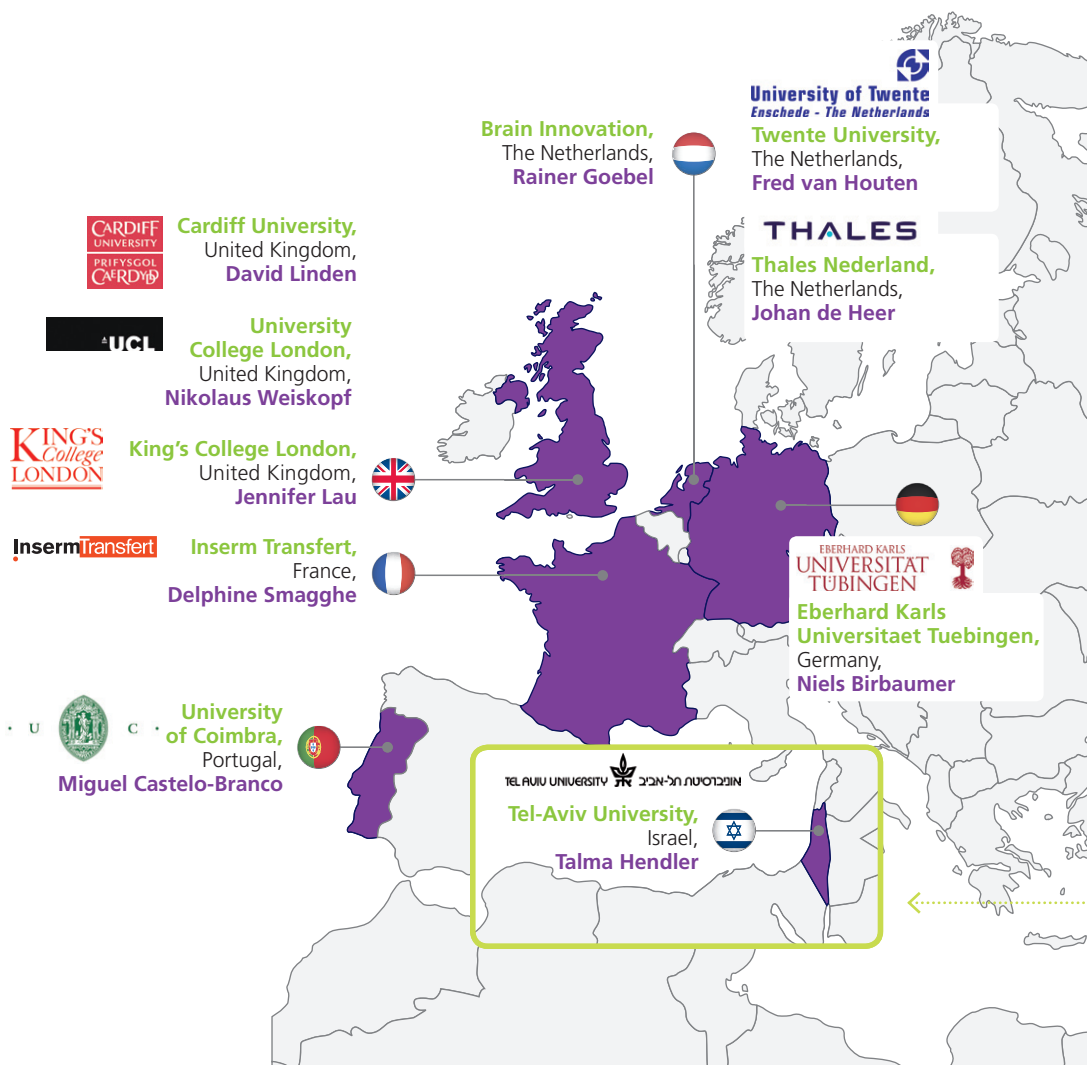 University of Twente
Enschede - The Netherlands
Twente University,
The Netherlands,
Fred van Houten
Brain Innovation,
The Netherlands,
Rainer Goebel
THALES
Thales Nederland,
The Netherlands,
Johan de Heer
CARDIFF
UNIVERSITY
PRIFYSGOL
CAERDYDD
Cardiff University,
United Kingdom,
David Linden
UCL
University
College London,
United Kingdom,
Nikolaus Weiskopf
KING'S
College
LONDON
King's College London,
United Kingdom,
Jennifer Lau
InsermTransfert
Inserm Transfert,
France,
Delphine Smagghe
EBERHARD KARLS
UNIVERSITÄT
TÜBINGEN
Eberhard Karls
Universitaet Tuebingen,
Germany,
Niels Birbaumer
· U C ·
University
of Coimbra,
Portugal,
Miguel Castelo-Branco
TEL AVIV UNIVERSITY אוניברסיטת תל-אביב
Tel-Aviv University,
Israel,
Talma Hendler